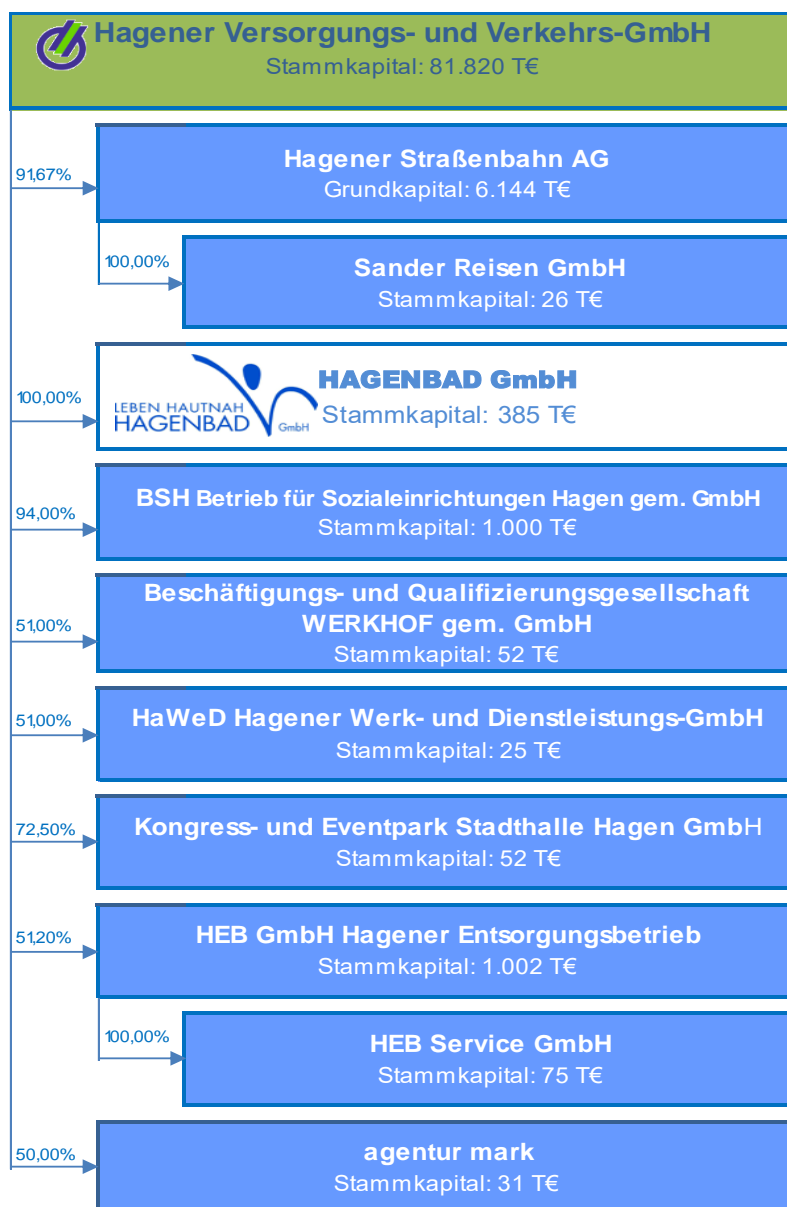 Hagener Versorgungs- und Verkehrs-GmbH
Stammkapital: 81.820 T€
91,67%
Hagener Straßenbahn AG
Grundkapital: 6.144 T€
100,00%
Sander Reisen GmbH
Stammkapital: 26 T€
100,00%
LEBEN HAUTNAH
HAGENBAD
GmbH
HAGENBAD GmbH
Stammkapital: 385 T€
94,00%
BSH Betrieb für Sozialeinrichtungen Hagen gem. GmbH
Stammkapital: 1.000 T€
51,00%
Beschäftigungs- und Qualifizierungsgesellschaft
WERKHOF gem. GmbH
Stammkapital: 52 T€
51,00%
HaWeD Hagener Werk- und Dienstleistungs-GmbH
Stammkapital: 25 T€
72,50%
Kongress- und Eventpark Stadthalle Hagen GmbH
Stammkapital: 52 T€
51,20%
HEB GmbH Hagener Entsorgungsbetrieb
Stammkapital: 1.002 T€
100,00%
HEB Service GmbH
Stammkapital: 75 T€
50,00%
agentur mark
Stammkapital: 31 T€